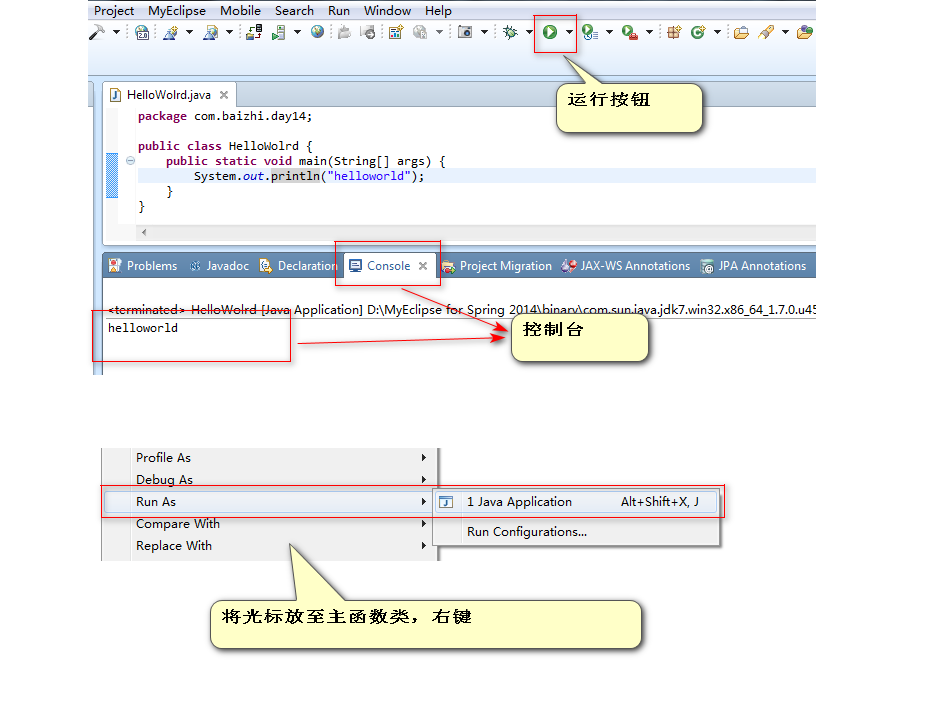 Project MyEclipse Mobile Search Run Window Help
运行按钮
HelloWolrd.java
package com.baizhi.day14;
public class HelloWolrd {
public static void main(String[] args) {
System.out.println("helloworld");
}
}
Problems Javadoc Declaration Console Project Migration JAX-WS Annotations JPA Annotations
<terminated> HelloWolrd [Java Application] D:\MyEclipse for Spring 2014\binary\com.sun.java.jdk7.win32.x86_64_1.7.0.u45
helloworld
控制台
Profile As
Debug As
Run As
1 Java Application Alt+Shift+X, J
Compare With
Run Configurations...
Replace With
将光标放至主函数类，右键